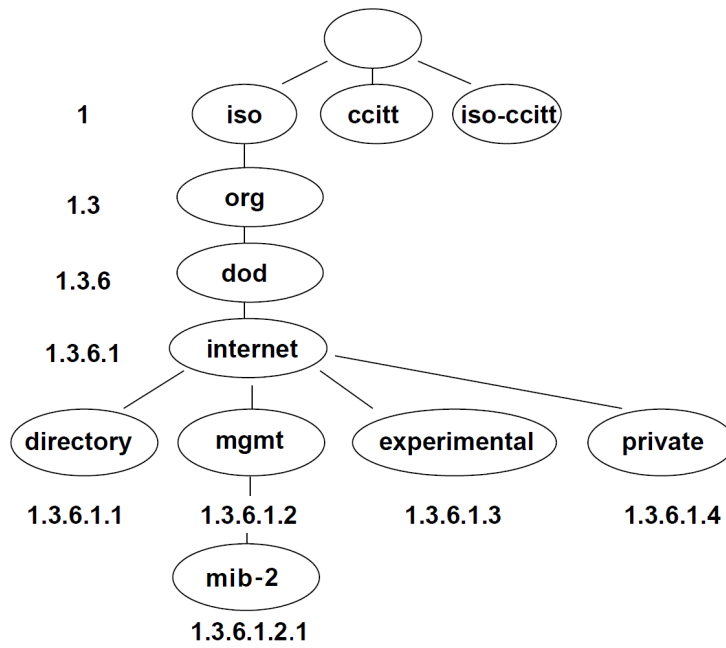 1 iso ccitt iso-ccitt
1.3 org
1.3.6 dod
1.3.6.1 internet
directory mgmt experimental private
1.3.6.1.1 1.3.6.1.2 1.3.6.1.3 1.3.6.1.4
mib-2
1.3.6.1.2.1